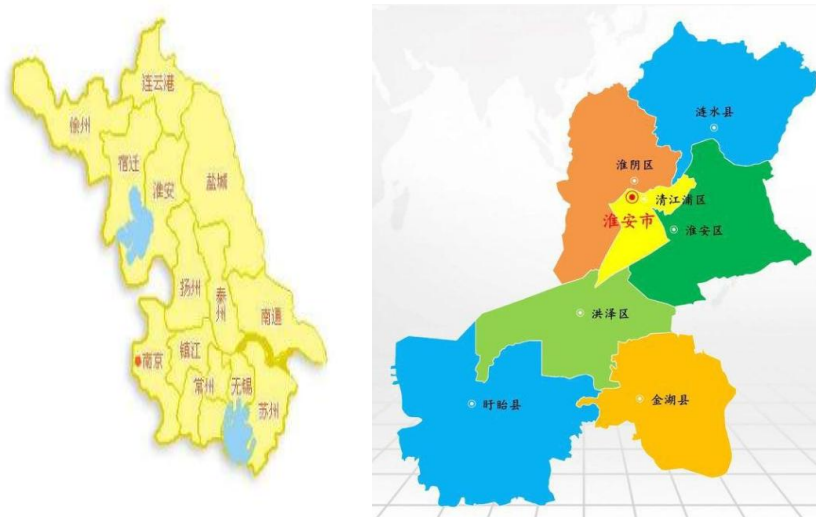 连云港
徐州
宿迁
淮安
盐城
扬州
泰州
南通
南京
镇江
常州
无锡
苏州
涟水县
淮阴区
清江浦区
淮安市
淮安区
洪泽区
盱眙县
金湖县